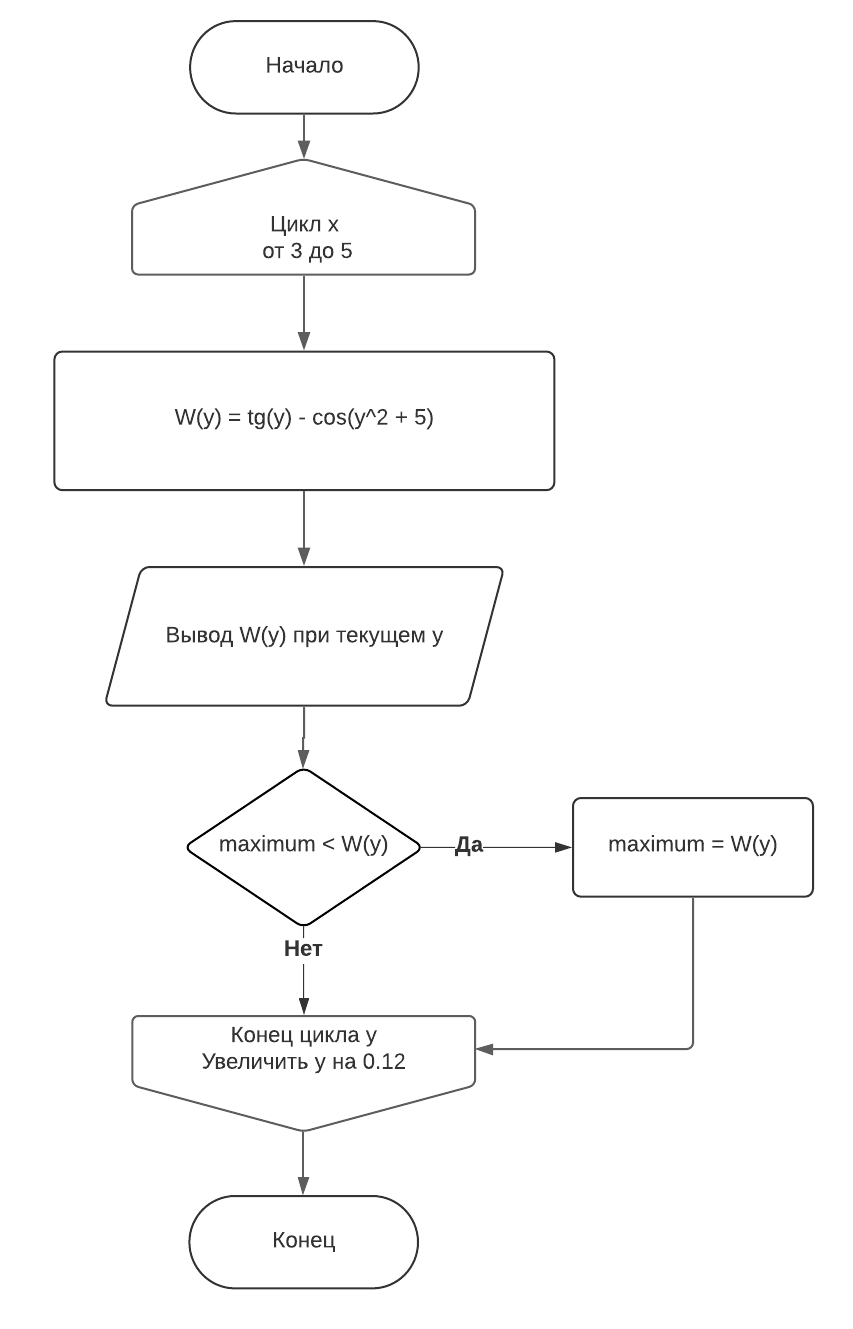 Начало
Цикл x
от 3 до 5
W(y) = tg(y) - cos(y^2 + 5)
Вывод W(y) при текущем y
maximum < W(y)
Да
maximum = W(y)
Нет
Конец цикла y
Увеличить y на 0.12
Конец